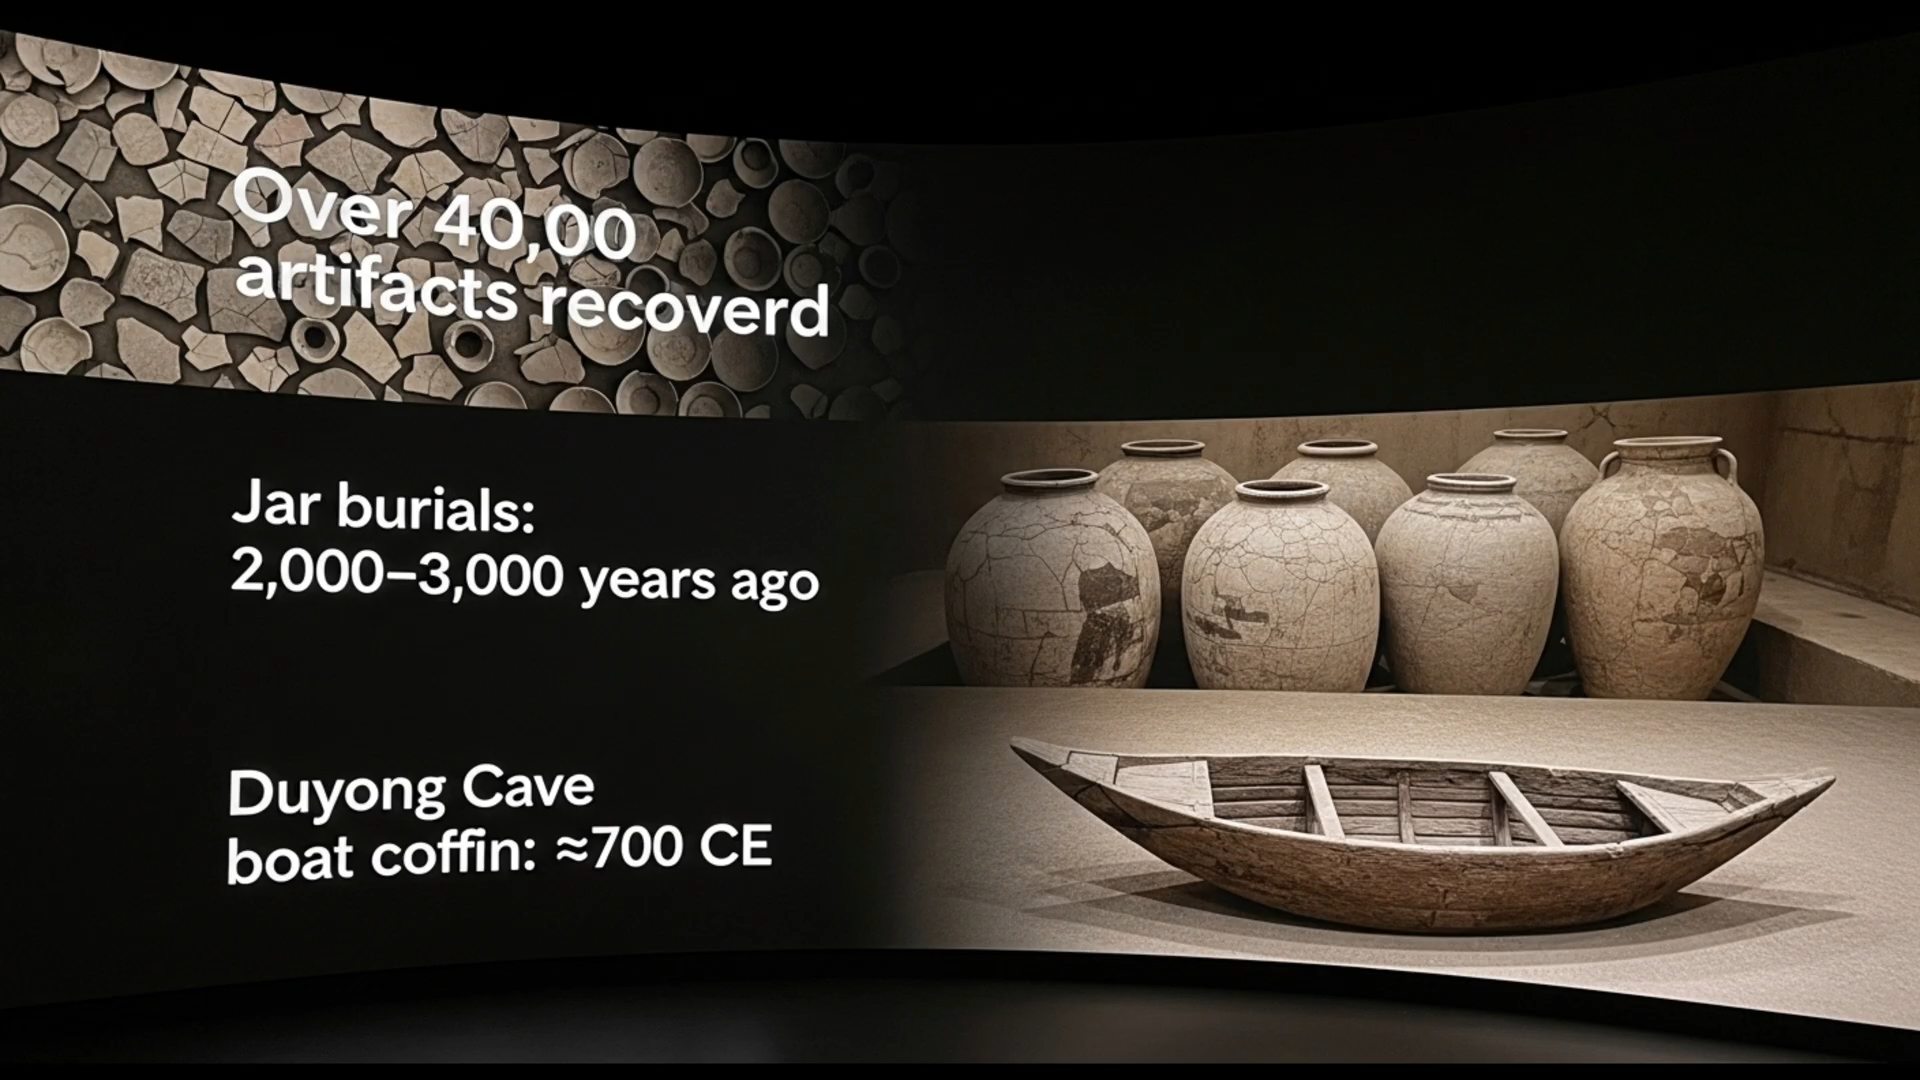 Over 40,00
artifacts recoverd
Jar burials:
2,000–3,000 years ago
Duyong Cave
boat coffin: ≈700 CE